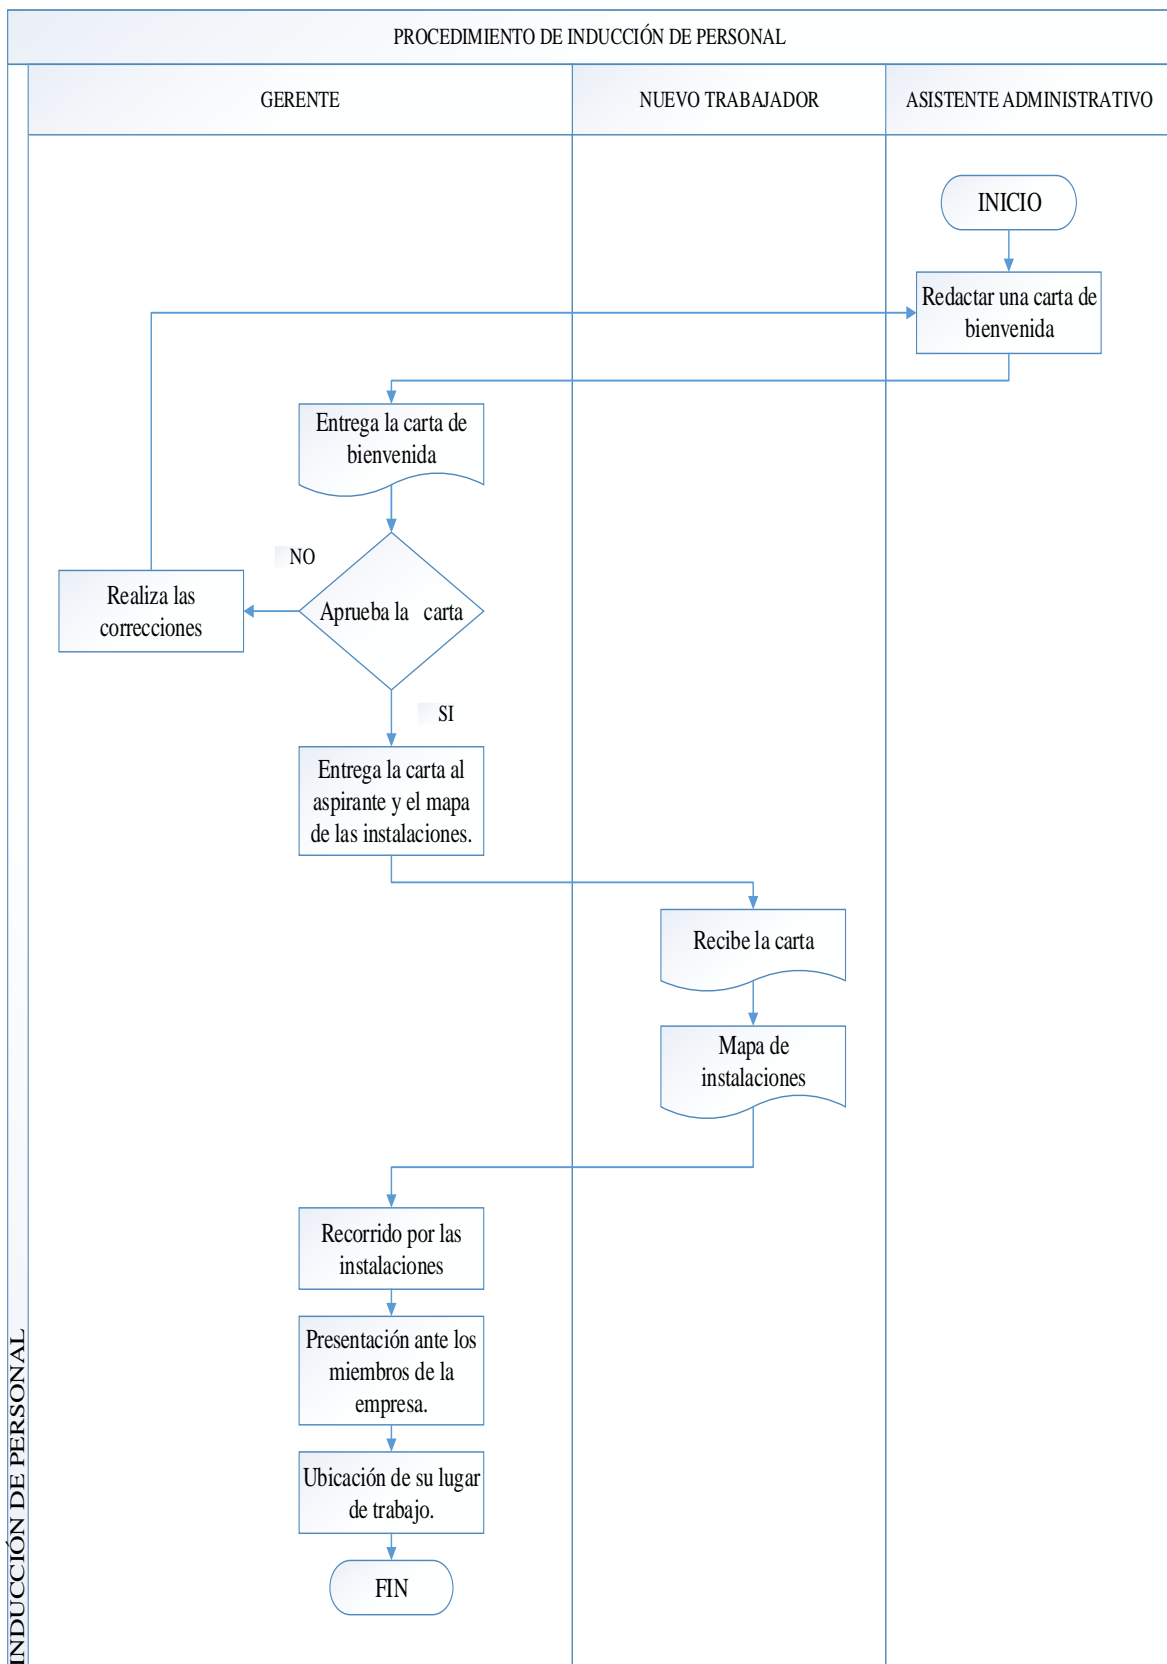 PROCEDIMIENTO DE INDUCCIÓN DE PERSONAL
GERENTE
NUEVO TRABAJADOR
ASISTENTE ADMINISTRATIVO
INICIO
Redactar una carta de
bienvenida
Entrega la carta de
bienvenida
NO
Realiza las
correcciones
Aprueba la carta
SI
Entrega la carta al
aspirante y el mapa
de las instalaciones.
Recibe la carta
Mapa de
instalaciones
Recorrido por las
instalaciones
Presentación ante los
miembros de la
empresa.
Ubicación de su lugar
de trabajo.
FIN
INDUCCIÓN DE PERSONAL